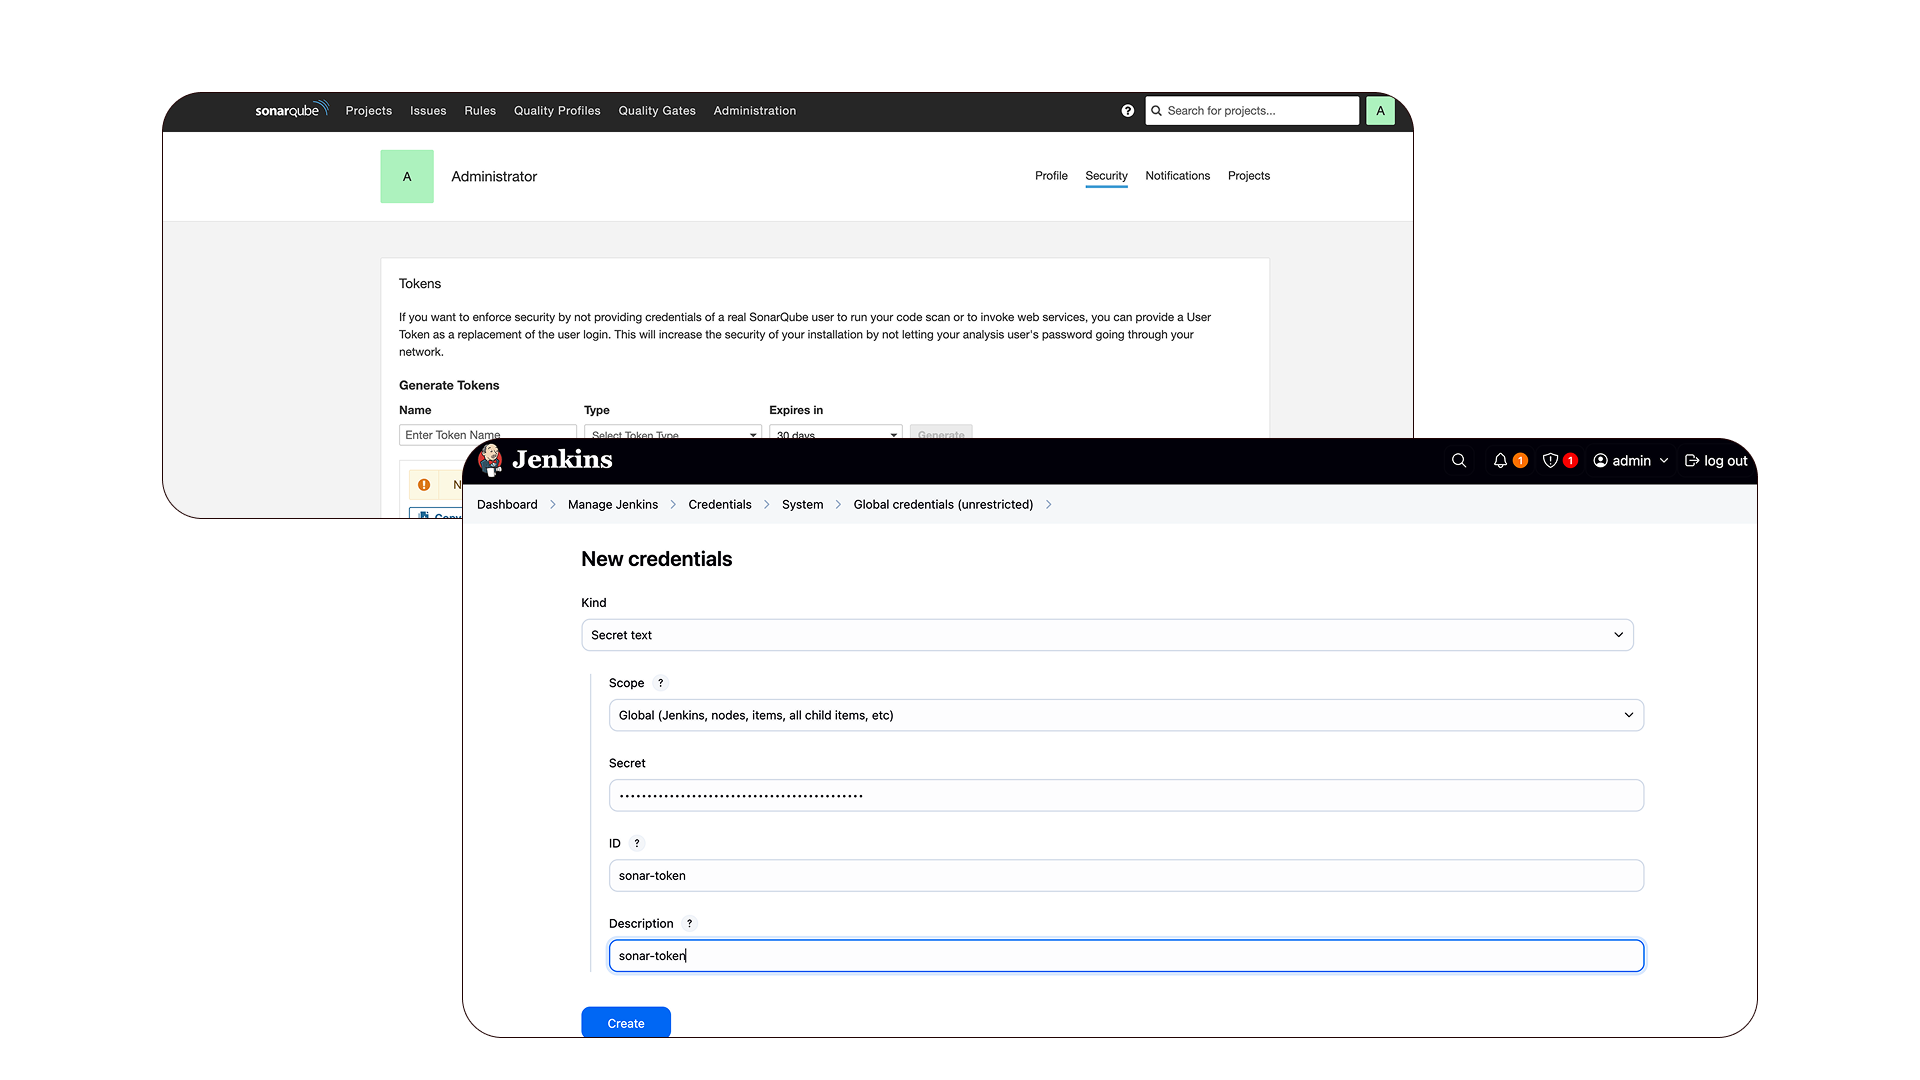 sonarqube Projects Issues Rules Quality Profiles Quality Gates Administration ? Search for projects... A
A Administrator Profile Security Notifications Projects
Tokens
If you want to enforce security by not providing credentials of a real SonarQube user to run your code scan or to invoke web services, you can provide a User
Token as a replacement of the user login. This will increase the security of your installation by not letting your analysis user's password going through your
network.
Generate Tokens
Name Type Expires in
Enter Token Name Select Token Type 30 days Generate
N
Copy
Jenkins 1 1 admin log out
Dashboard Manage Jenkins Credentials System Global credentials (unrestricted)
New credentials
Kind
Secret text
Scope ?
Global (Jenkins, nodes, items, all child items, etc)
Secret
ID ?
sonar-token
Description ?
sonar-token
Create